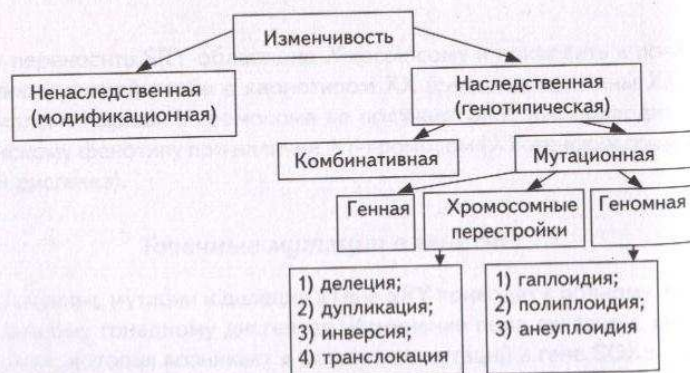 Изменчивость
Ненаследственная
(модификационная)
Наследственная
(генотипическая)
Комбинативная
Мутационная
Генная
Хромосомные
перестройки
Геномная
1) делеция;
2) дупликация;
3) инверсия;
4) транслокация
1) гаплоидия;
2) полиплоидия;
3) анеуплоидия